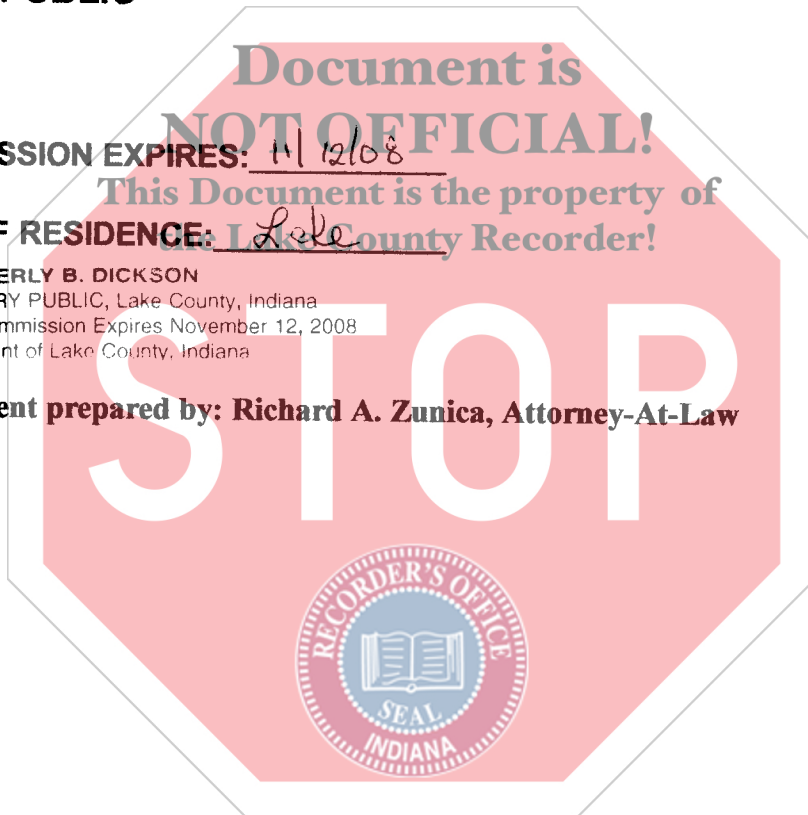 Document is
NOT OFFICIAL!
SSION EXPIRES: 11/12/08
This Document is the property of
RESIDENCE: Lake
the Lake County Recorder!
ERLY B. DICKSON
RY PUBLIC, Lake County, Indiana
mmission Expires November 12, 2008
nt of Lake County, Indiana
ent prepared by: Richard A. Zunica, Attorney-At-Law
STOP
RECORDER'S OFFICE
SEAL
INDIANA